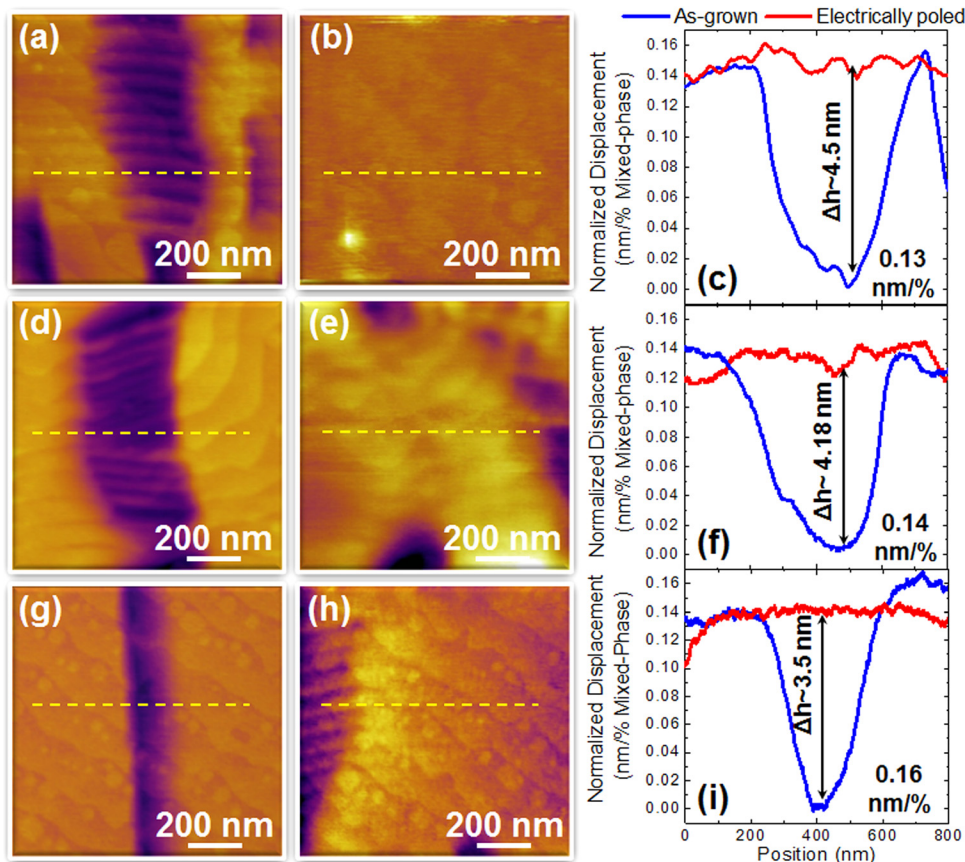 As-grown Electrically poled
(a)
200 nm
(b)
200 nm
Normalized Displacement
(nm/% Mixed-phase)
0.16
0.14
0.12
0.10
0.08
0.06
0.04
0.02
0.00
Δh~4.5 nm
0.13
nm/%
(c)
(d)
200 nm
(e)
200 nm
Normalized Displacement
(nm/% Mixed-phase)
0.16
0.14
0.12
0.10
0.08
0.06
0.04
0.02
0.00
Δh~ 4.18 nm
0.14
nm/%
(f)
(g)
200 nm
(h)
200 nm
Normalized Displacement
(nm/% Mixed-Phase)
0.16
0.14
0.12
0.10
0.08
0.06
0.04
0.02
0.00
Δh~3.5 nm
0.16
nm/%
(i)
0 200 400 600 800
Position (nm)